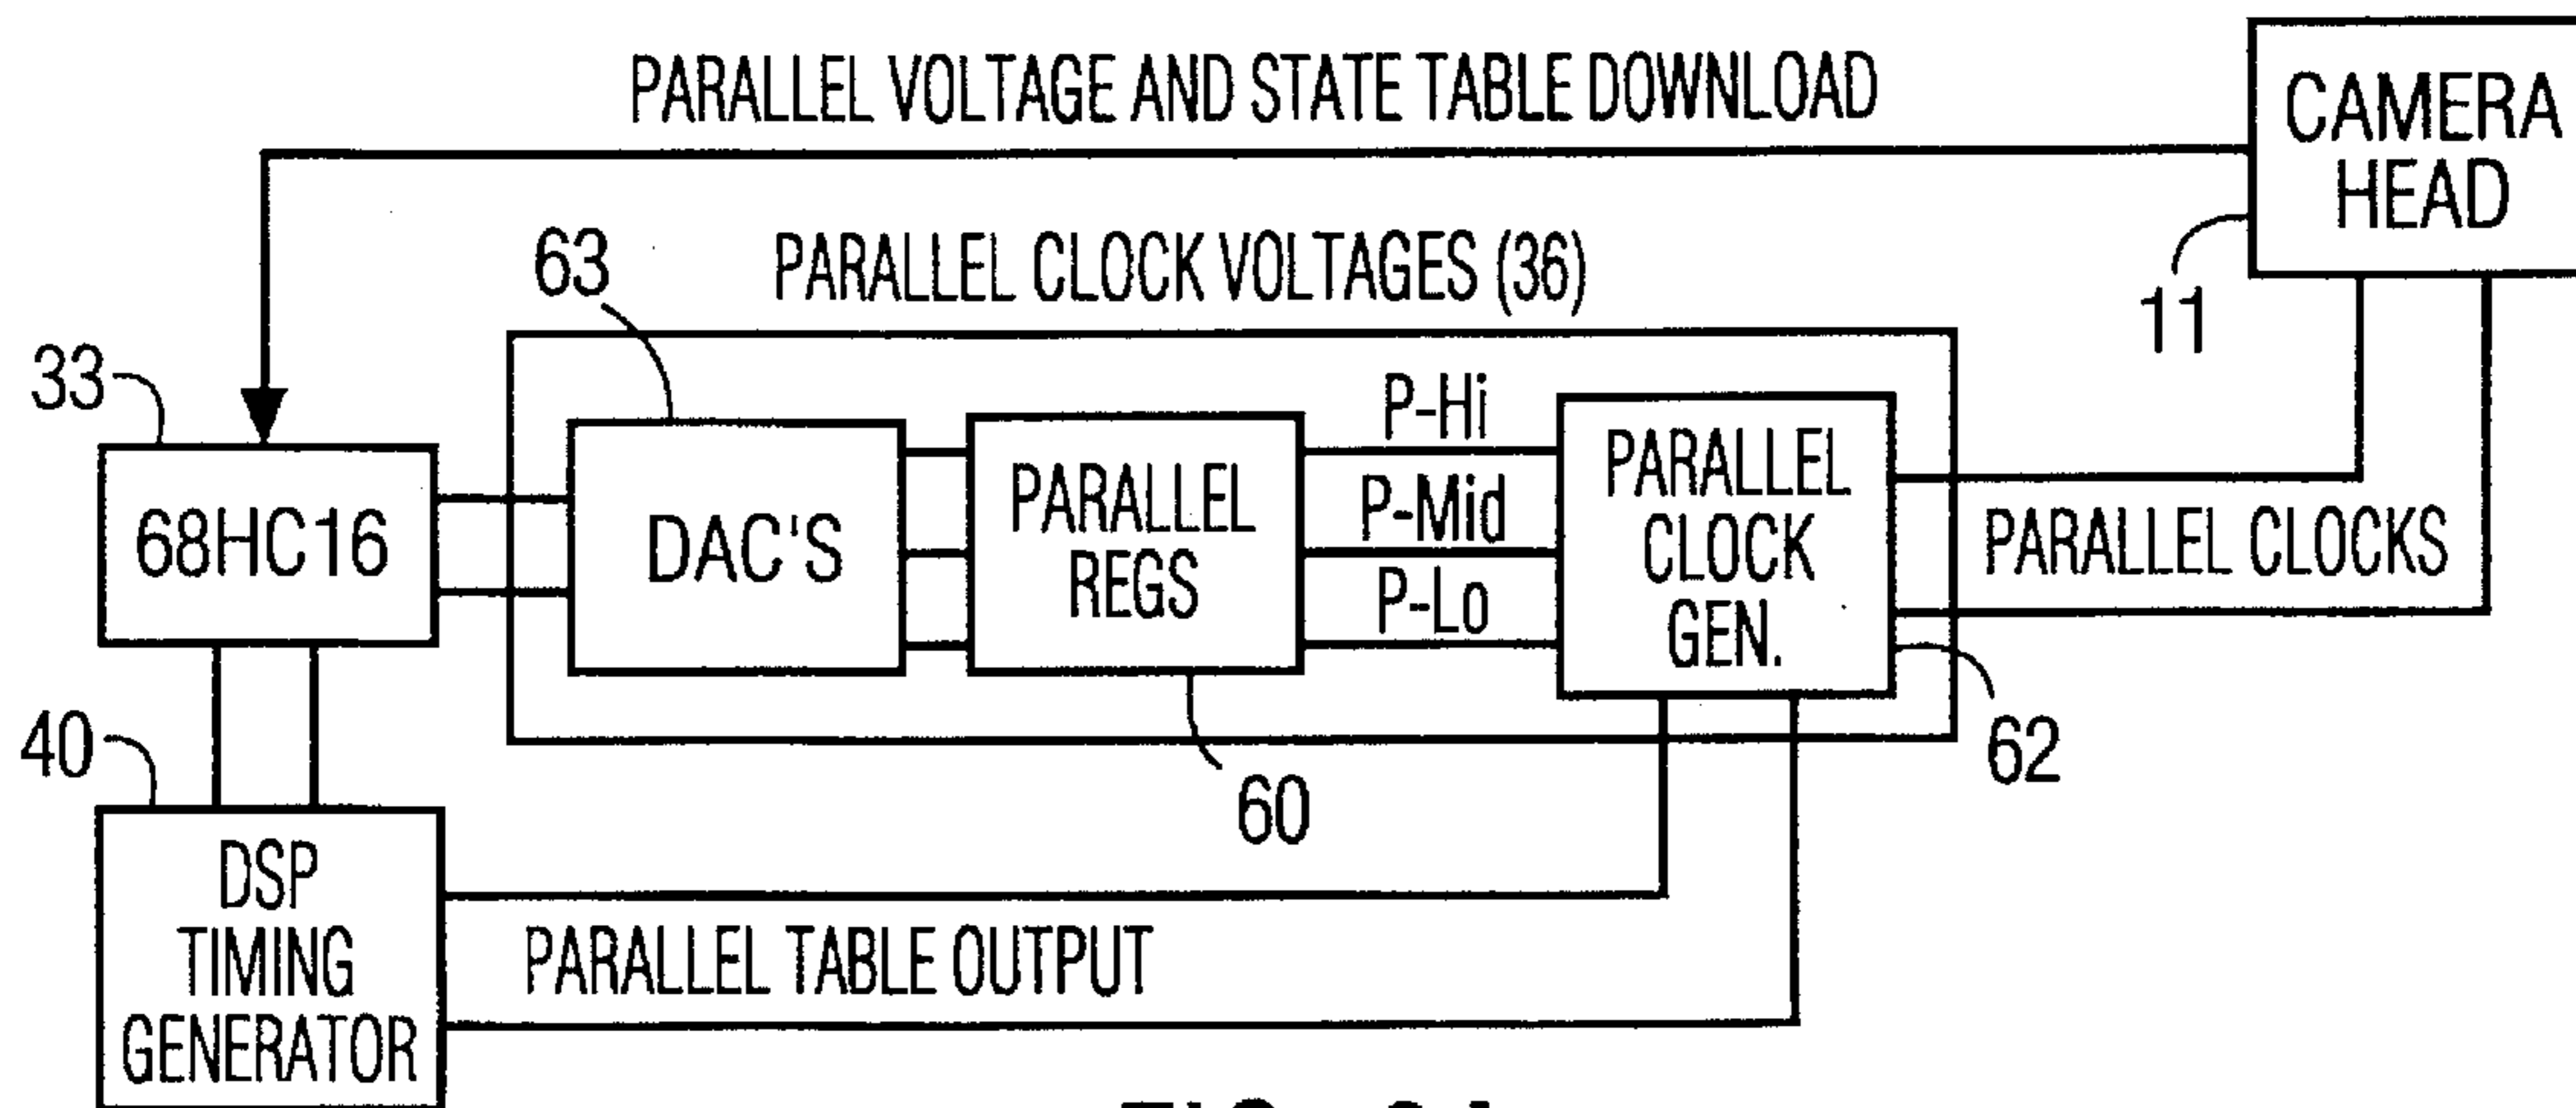 PARALLEL VOLTAGE AND STATE TABLE DOWNLOAD
CAMERA
HEAD
11
63
PARALLEL CLOCK VOLTAGES (36)
33
68HC16
DAC'S
PARALLEL
REGS
P-Hi
P-Mid
P-Lo
PARALLEL
CLOCK
GEN.
PARALLEL CLOCKS
62
60
40
DSP
TIMING
GENERATOR
PARALLEL TABLE OUTPUT